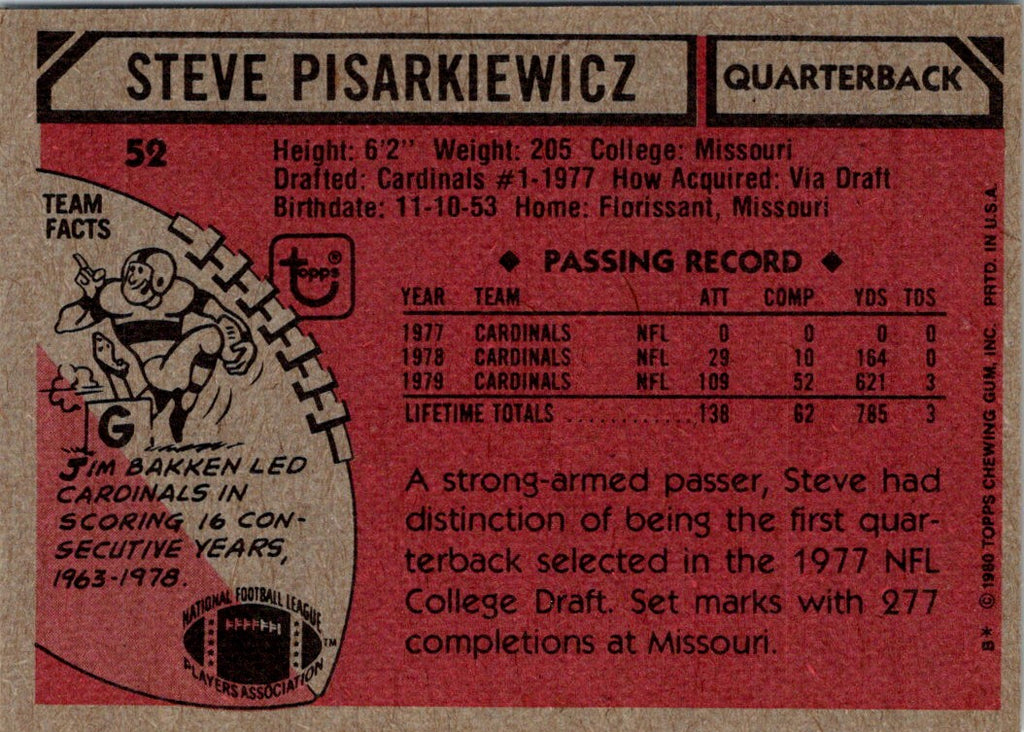 STEVE PISARKIEWICZ
QUARTERBACK
52
Height: 6'2" Weight: 205 College: Missouri
Drafted: Cardinals #1-1977 How Acquired: Via Draft
Birthdate: 11-10-53 Home: Florissant, Missouri
TEAM
FACTS
topps®
◆ PASSING RECORD ◆
YEAR TEAM ATT COMP YDS TDS
1977 CARDINALS NFL 0 0 0 0
1978 CARDINALS NFL 29 10 164 0
1979 CARDINALS NFL 109 52 621 3
LIFETIME TOTALS ............. 138 62 785 3
G
JIM BAKKEN LED
CARDINALS IN
SCORING 16 CON-
SECUTIVE YEARS,
1963-1978.
NATIONAL FOOTBALL LEAGUE
PLAYERS ASSOCIATION
TM
A strong-armed passer, Steve had
distinction of being the first quar-
terback selected in the 1977 NFL
College Draft. Set marks with 277
completions at Missouri.
B* © 1980 TOPPS CHEWING GUM, INC. PRTD. IN U.S.A.